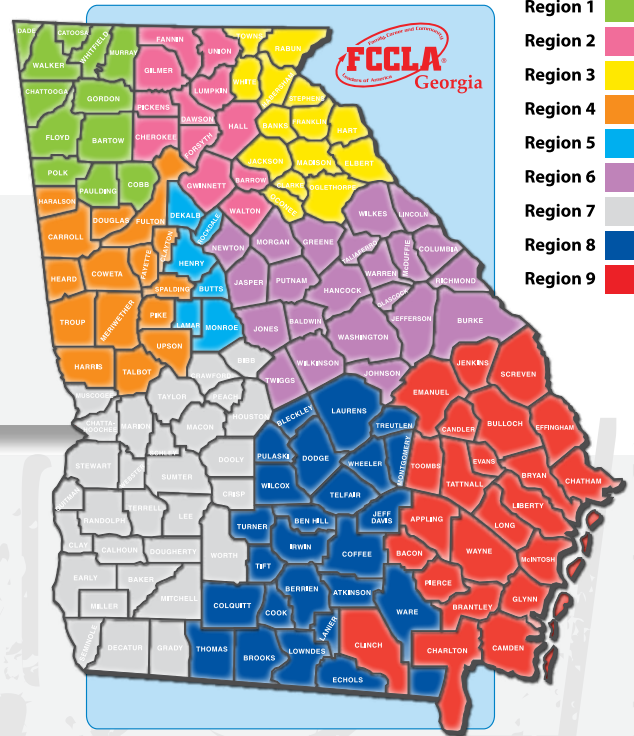 Family, Career and Community
FCCLA®
Leaders of America
Georgia
Region 1
Region 2
Region 3
Region 4
Region 5
Region 6
Region 7
Region 8
Region 9
DADE
CATOOSA
WHITFIELD
MURRAY
FANNIN
UNION
TOWNS
RABUN
WALKER
GILMER
WHITE
HABERSHAM
CHATTOOGA
GORDON
LUMPKIN
STEPHENS
PICKENS
DAWSON
BANKS
FRANKLIN
HART
FLOYD
BARTOW
CHEROKEE
FORSYTH
HALL
JACKSON
MADISON
ELBERT
POLK
PAULDING
COBB
GWINNETT
BARROW
CLARKE
OGLETHORPE
OCONEE
HARALSON
DOUGLAS
FULTON
DEKALB
ROCKDALE
WALTON
WILKES
LINCOLN
CARROLL
CLAYTON
NEWTON
MORGAN
GREENE
TALIAFERRO
McDUFFIE
COLUMBIA
HEARD
COWETA
FAYETTE
HENRY
WARREN
RICHMOND
SPALDING
BUTTS
JASPER
PUTNAM
HANCOCK
GLASCOCK
TROUP
MERIWETHER
PIKE
LAMAR
MONROE
JONES
BALDWIN
WASHINGTON
JEFFERSON
BURKE
UPSON
BIBB
WILKINSON
HARRIS
TALBOT
CRAWFORD
TWIGGS
JOHNSON
JENKINS
SCREVEN
MUSCOGEE
TAYLOR
PEACH
HOUSTON
BLECKLEY
LAURENS
EMANUEL
CHATTA-
HOOCHEE
MARION
MACON
TREUTLEN
CANDLER
BULLOCH
EFFINGHAM
SCHLEY
DOOLY
PULASKI
DODGE
WHEELER
MONTGOMERY
TOOMBS
EVANS
STEWART
WEBSTER
SUMTER
WILCOX
TELFAIR
TATTNALL
BRYAN
CHATHAM
QUITMAN
RANDOLPH
TERRELL
LEE
CRISP
TURNER
BEN HILL
JEFF
DAVIS
APPLING
LONG
LIBERTY
CLAY
CALHOUN
DOUGHERTY
WORTH
IRWIN
COFFEE
BACON
WAYNE
McINTOSH
EARLY
BAKER
TIFT
PIERCE
MILLER
MITCHELL
COLQUITT
COOK
BERRIEN
ATKINSON
WARE
BRANTLEY
GLYNN
SEMINOLE
DECATUR
GRADY
THOMAS
BROOKS
LOWNDES
LANIER
CLINCH
CHARLTON
CAMDEN
ECHOLS